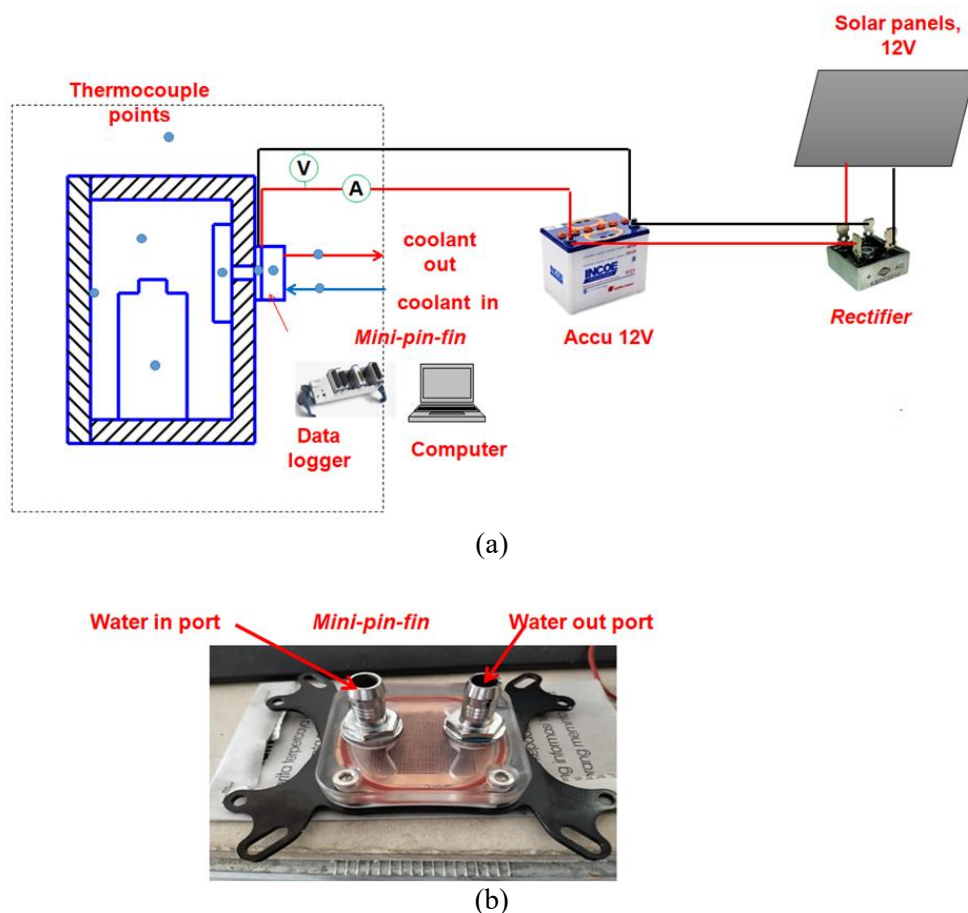 Solar panels,
12V
Thermocouple
points
V
A
coolant
out
coolant in
Mini-pin-fin
INCOE
Accu 12V
Rectifier
Data
logger
Computer
(a)
Water in port
Mini-pin-fin
Water out port
(b)